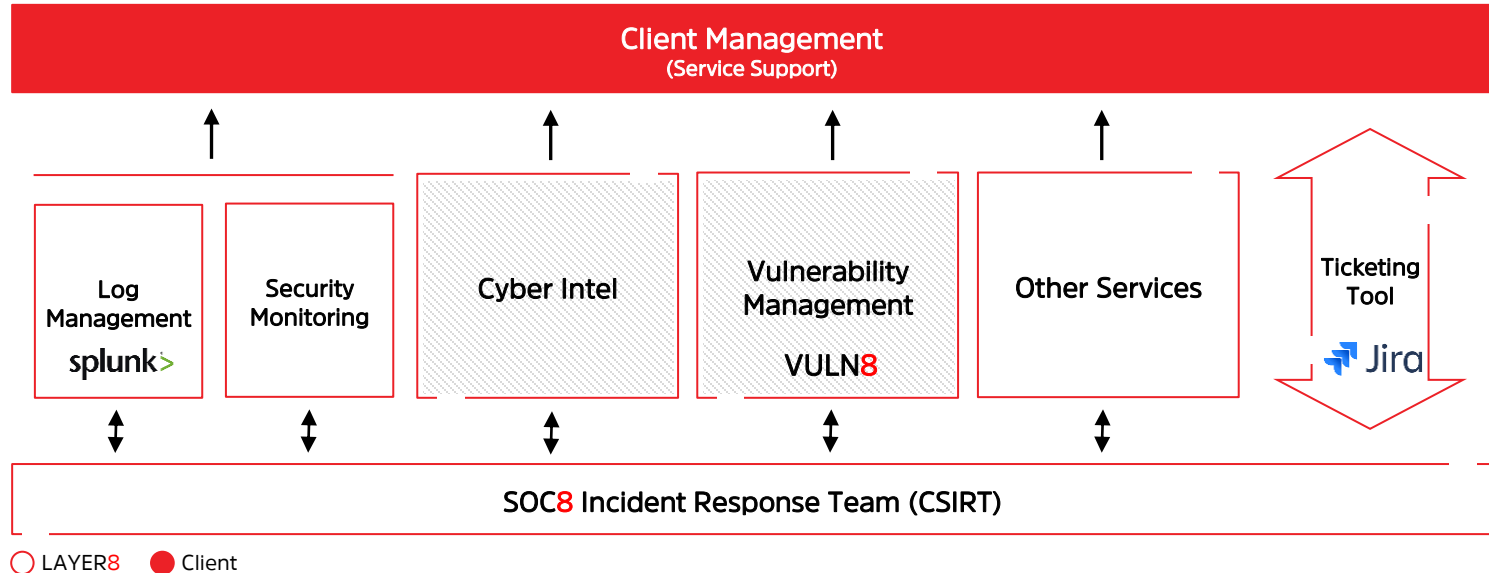 Client Management
(Service Support)
Log
Management
splunk>
Security
Monitoring
Cyber Intel
Vulnerability
Management
VULN8
Other Services
Ticketing
Tool
Jira
SOC8 Incident Response Team (CSIRT)
LAYER8
Client